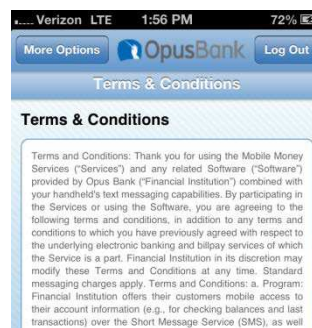 Verizon LTE 1:56 PM 72%
More Options OpusBank Log Out
Terms & Conditions
Terms & Conditions
Terms and Conditions: Thank you for using the Mobile Money
Services ("Services") and any related Software ("Software")
provided by Opus Bank ("Financial Institution") combined with
your handheld's text messaging capabilities. By participating in
the Services or using the Software, you are agreeing to the
following terms and conditions, in addition to any terms and
conditions to which you have previously agreed with respect to
the underlying electronic banking and billpay services of which
the Service is a part. Financial Institution in its discretion may
modify these Terms and Conditions at any time. Standard
messaging charges apply. Terms and Conditions: a. Program:
Financial Institution offers their customers mobile access to
their account information (e.g., for checking balances and last
transactions) over the Short Message Service (SMS), as well